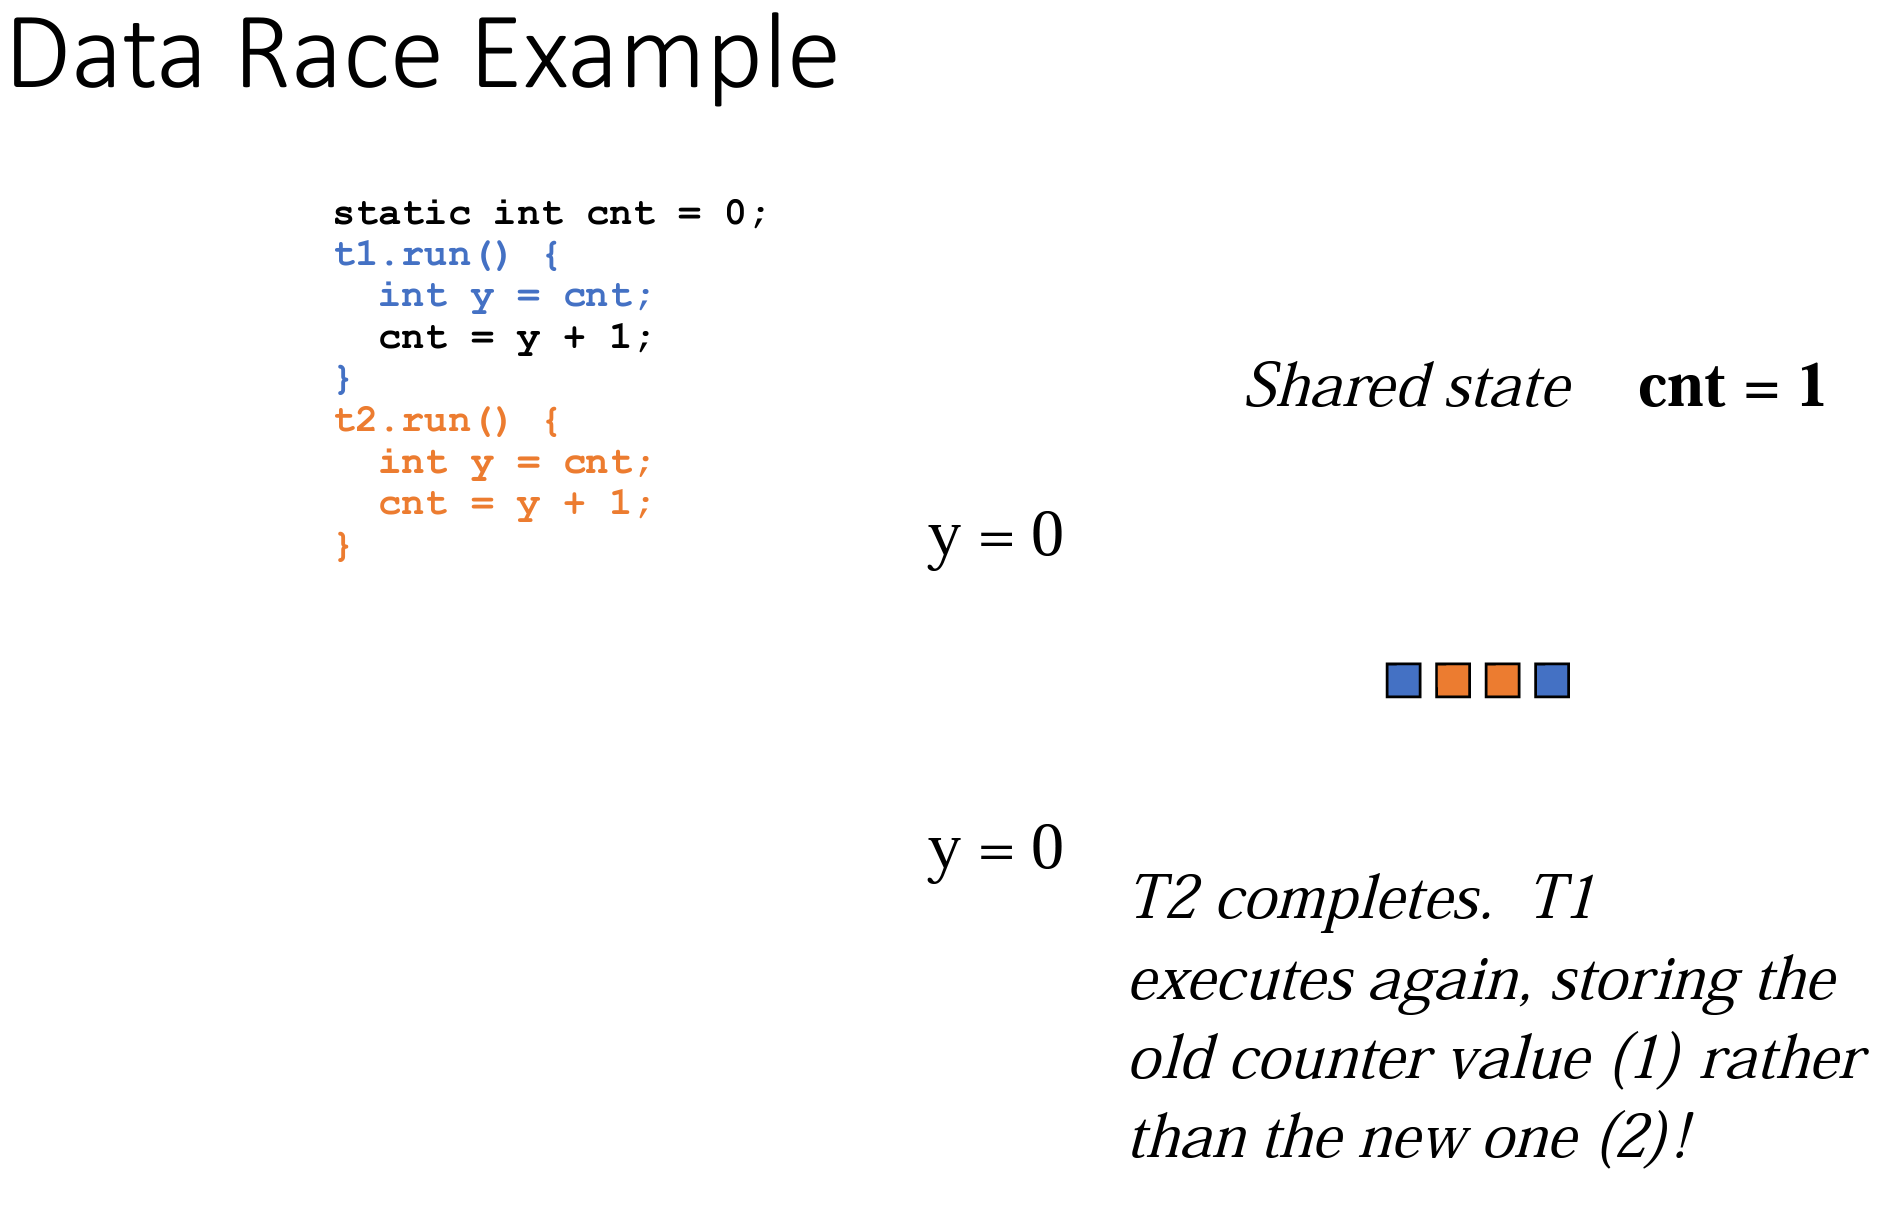 Data Race Example
static int cnt = 0;
t1.run() {
  int y = cnt;
  cnt = y + 1;
}
t2.run() {
  int y = cnt;
  cnt = y + 1;
}
Shared state cnt = 1
y = 0
y = 0
T2 completes. T1
executes again, storing the
old counter value (1) rather
than the new one (2)!